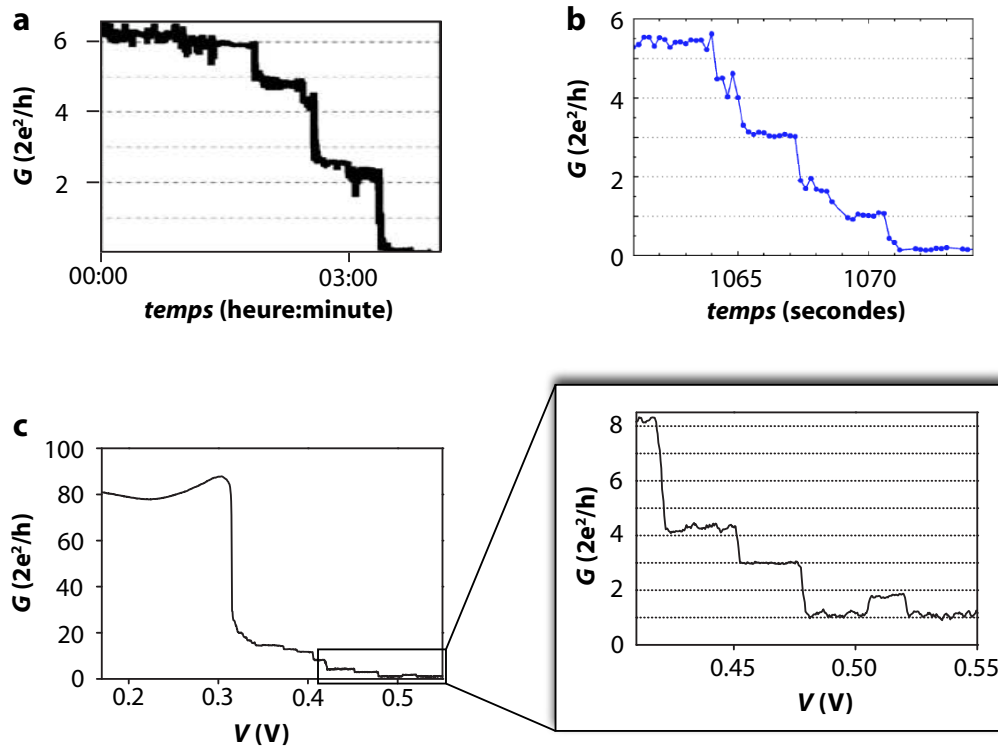 a
G (2e²/h)
6
4
2
00:00 03:00
temps (heure:minute)
b
G (2e²/h)
6
4
2
0
1065 1070
temps (secondes)
c
G (2e²/h)
100
80
60
40
20
0
0.2 0.3 0.4 0.5
V (V)
G (2e²/h)
8
6
4
2
0
0.45 0.50 0.55
V (V)